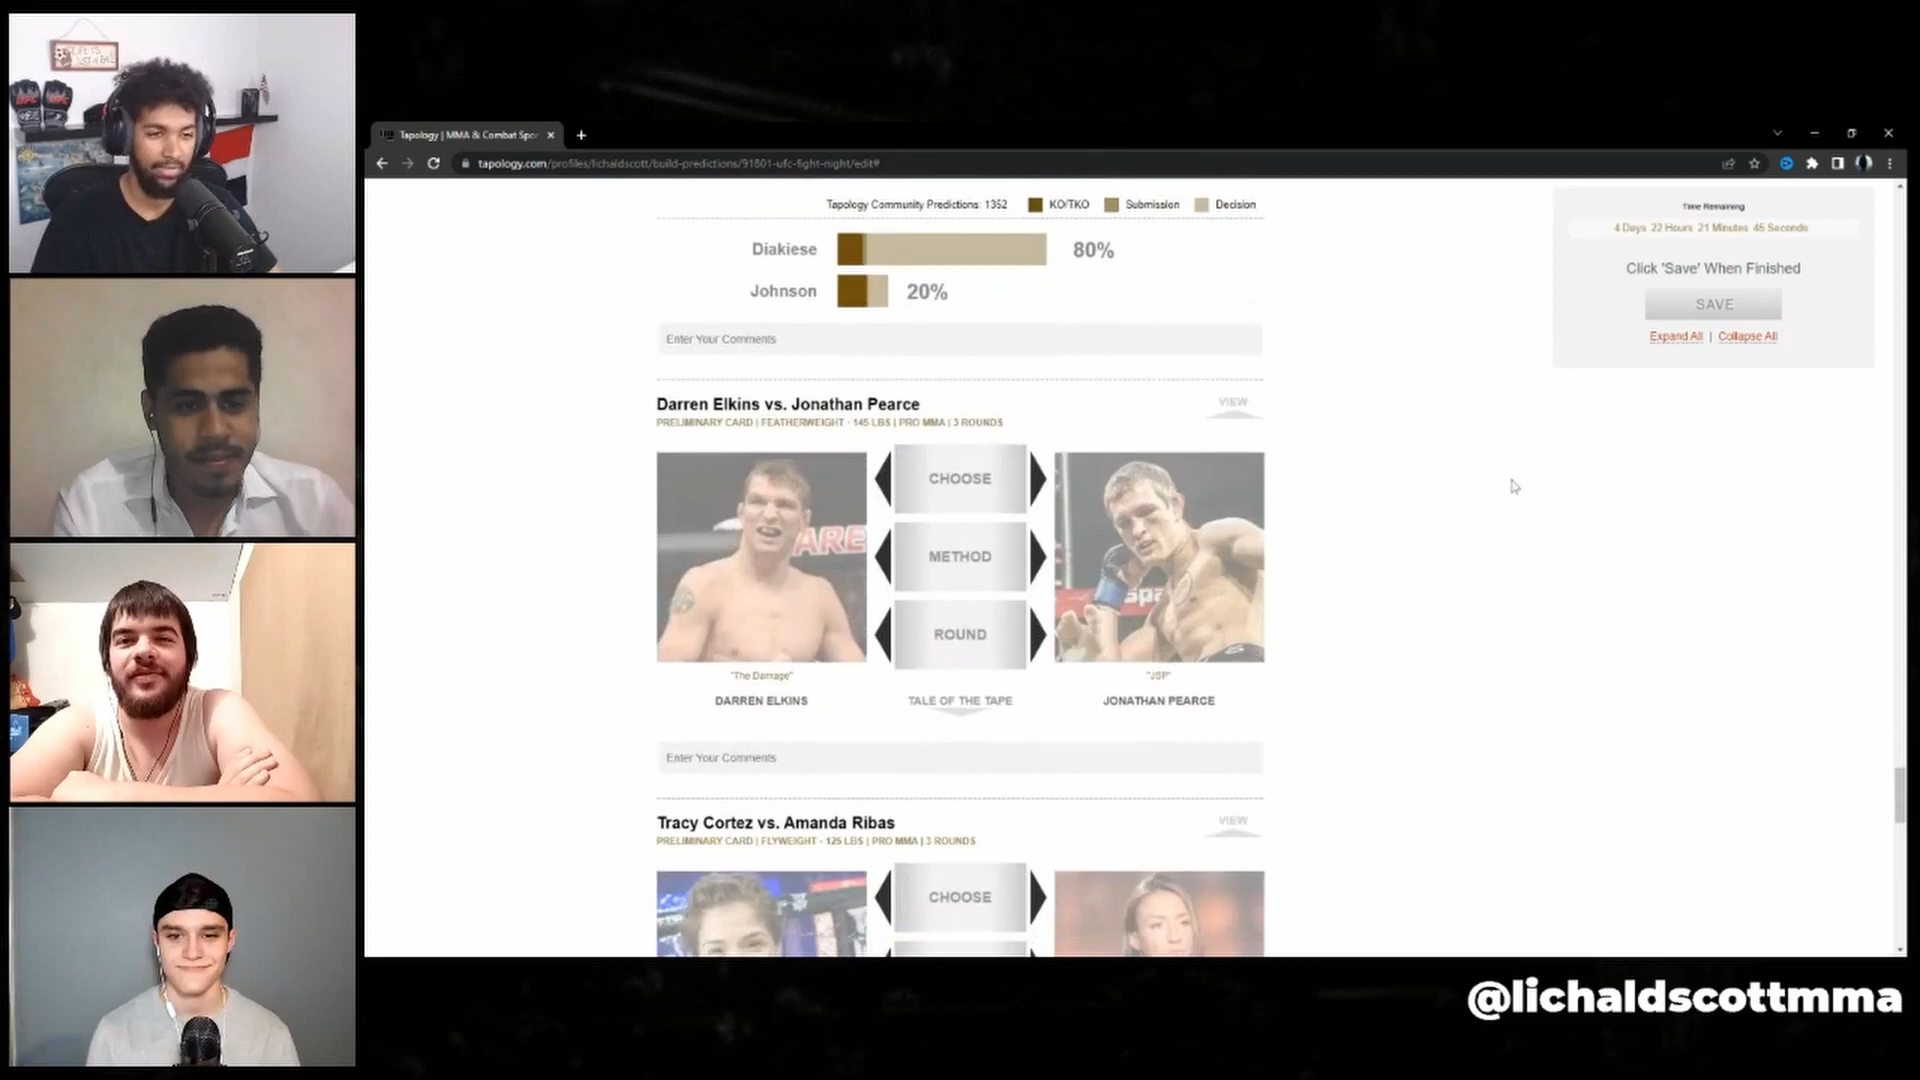 Tapology | MMA & Combat Spor
tapology.com/profiles/lichaldscott/build-predictions/91801-ufc-fight-night/edit#
Tapology Community Predictions: 1352 KO/TKO Submission Decision
Diakiese 80%
Johnson 20%
Enter Your Comments
Time Remaining
4 Days 22 Hours 21 Minutes 45 Seconds
Click 'Save' When Finished
SAVE
Expand All | Collapse All
Darren Elkins vs. Jonathan Pearce
VIEW
PRELIMINARY CARD | FEATHERWEIGHT · 145 LBS | PRO MMA | 3 ROUNDS
CHOOSE
METHOD
ROUND
"The Damage"
"JSP"
DARREN ELKINS
TALE OF THE TAPE
JONATHAN PEARCE
Enter Your Comments
Tracy Cortez vs. Amanda Ribas
VIEW
PRELIMINARY CARD | FLYWEIGHT · 125 LBS | PRO MMA | 3 ROUNDS
CHOOSE
@lichaldscottmma
UFC UFC